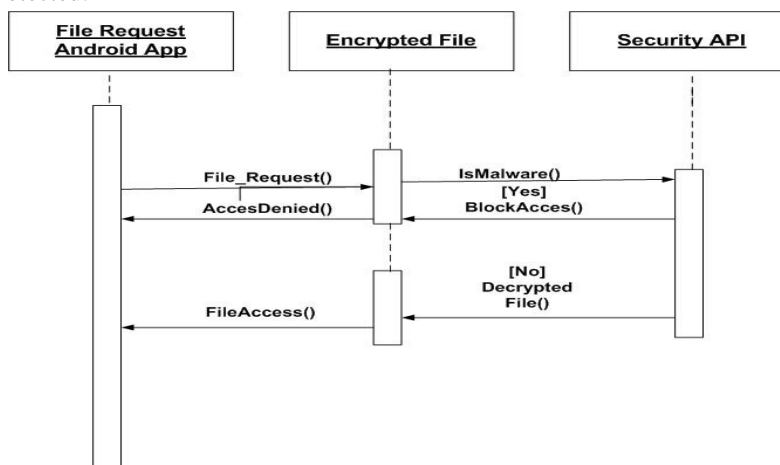 File Request
Android App
Encrypted File
Security API
File_Request()
IsMalware()
[Yes]
AccesDenied()
BlockAcces()
[No]
Decrypted
File()
FileAccess()